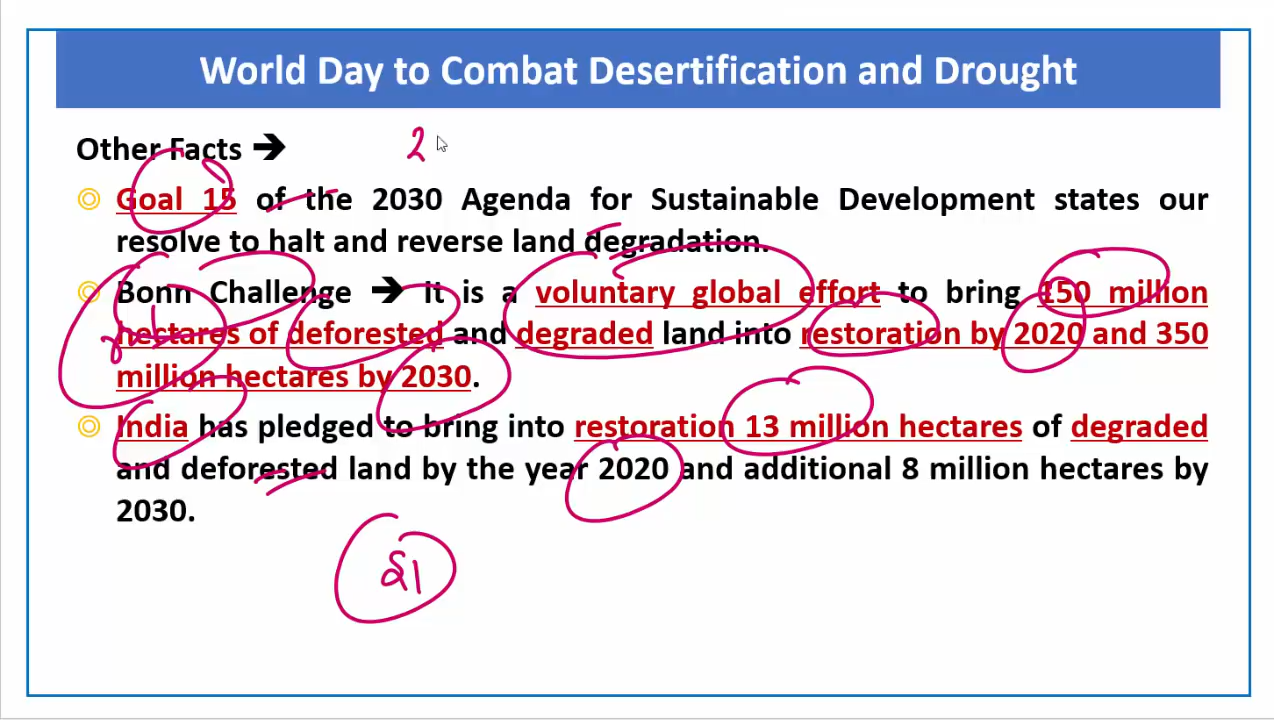 World Day to Combat Desertification and Drought
Other Facts ➔
2
Goal 15 of the 2030 Agenda for Sustainable Development states our
resolve to halt and reverse land degradation.
Bonn Challenge ➔ It is a voluntary global effort to bring 150 million
hectares of deforested and degraded land into restoration by 2020 and 350
million hectares by 2030.
India has pledged to bring into restoration 13 million hectares of degraded
and deforested land by the year 2020 and additional 8 million hectares by
2030.
21